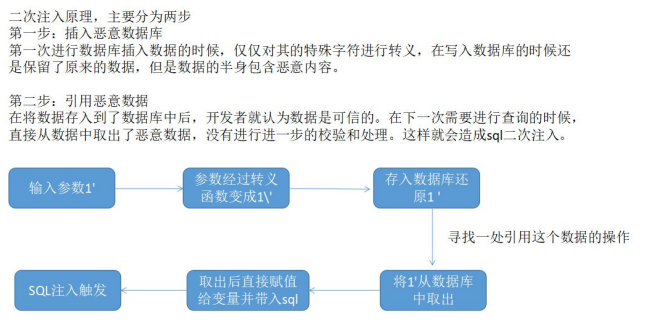 二次注入原理，主要分为两步
第一步：插入恶意数据库
第一次进行数据库插入数据的时候，仅仅对其的特殊字符进行转义，在写入数据库的时候还
是保留了原来的数据，但是数据的半身包含恶意内容。
第二步：引用恶意数据
在将数据存入到了数据库中后，开发者就认为数据是可信的。在下一次需要进行查询的时候，
直接从数据中取出了恶意数据，没有进行进一步的校验和处理。这样就会造成sql二次注入。
输入参数1'
参数经过转义
函数变成1\'
存入数据库还
原1 '
寻找一处引用这个数据的操作
将1'从数据库
中取出
取出后直接赋值
给变量并带入sql
SQL注入触发